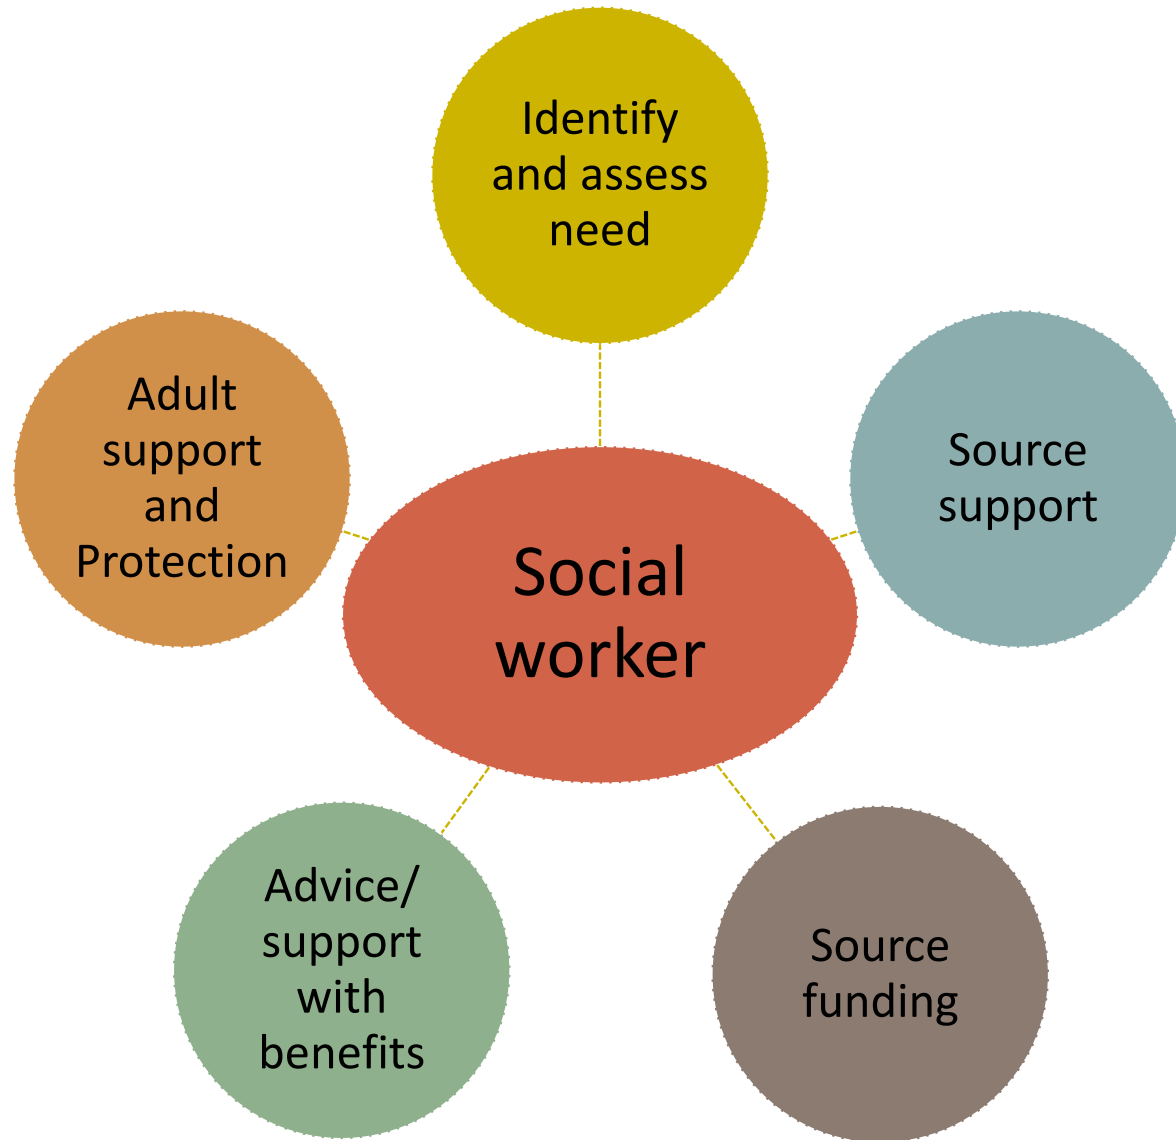 Identify
and assess
need
Adult
support
and
Protection
Source
support
Social
worker
Advice/
support
with
benefits
Source
funding